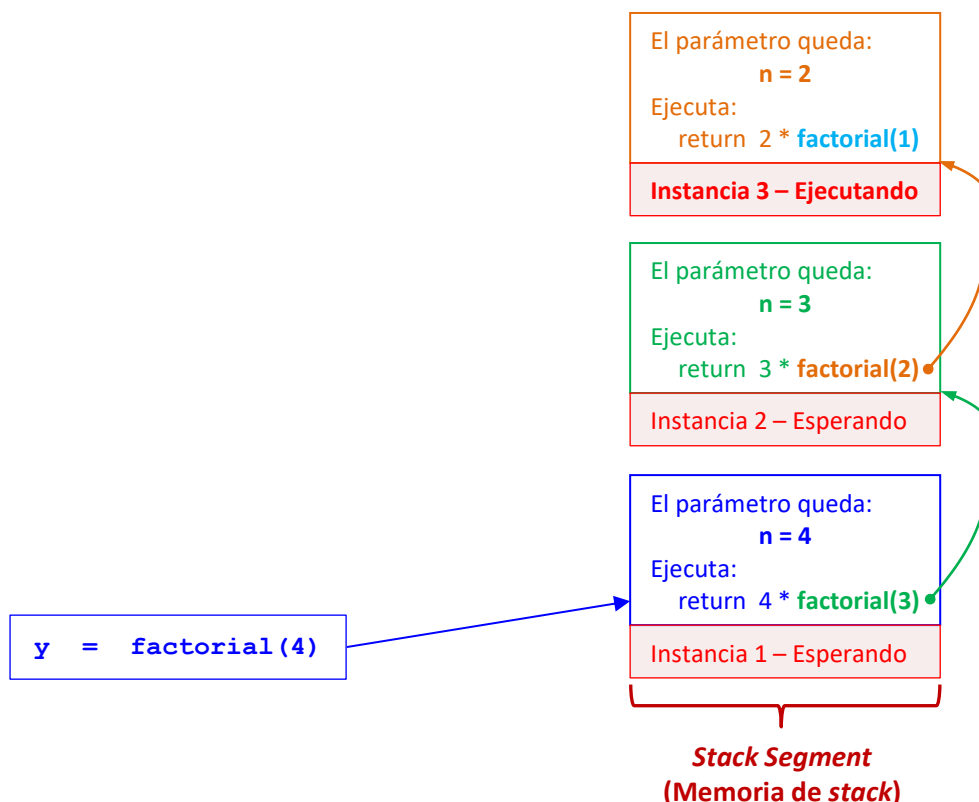 El parámetro queda:
n = 2
Ejecuta:
return 2 * factorial(1)
Instancia 3 – Ejecutando
El parámetro queda:
n = 3
Ejecuta:
return 3 * factorial(2)
Instancia 2 – Esperando
El parámetro queda:
n = 4
Ejecuta:
return 4 * factorial(3)
Instancia 1 – Esperando
y = factorial(4)
Stack Segment
(Memoria de stack)